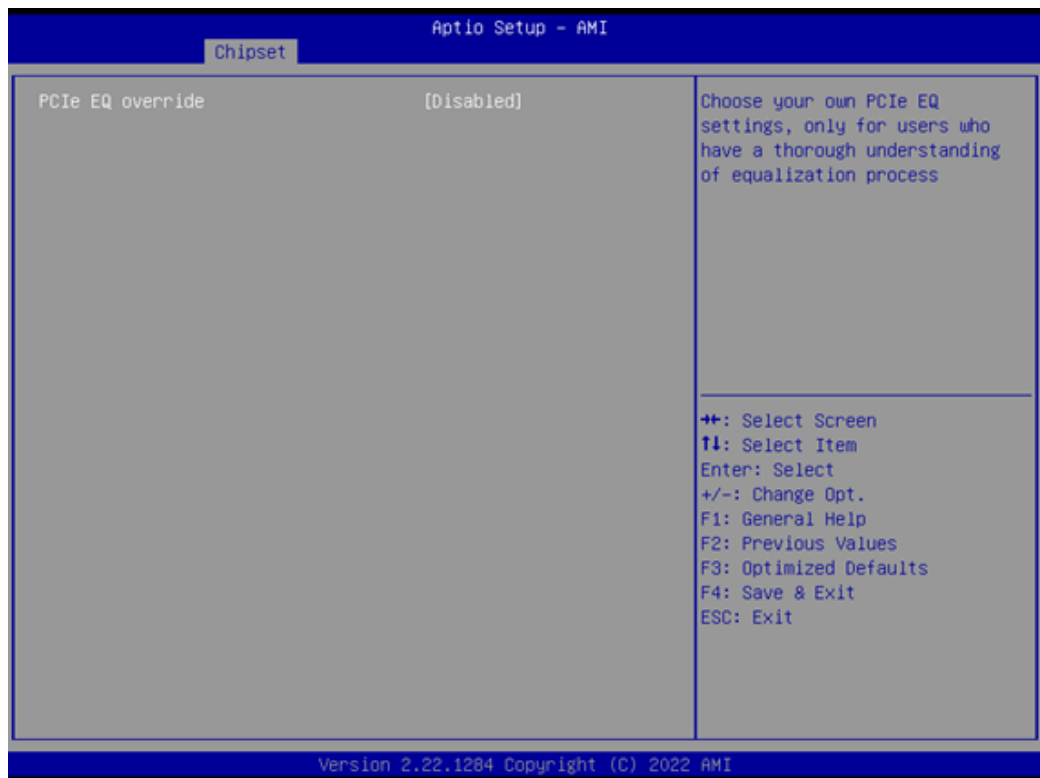 Aptio Setup – AMI
Chipset
PCIe EQ override [Disabled]
Choose your own PCIe EQ
settings, only for users who
have a thorough understanding
of equalization process
→←: Select Screen
↑↓: Select Item
Enter: Select
+/-: Change Opt.
F1: General Help
F2: Previous Values
F3: Optimized Defaults
F4: Save & Exit
ESC: Exit
Version 2.22.1284 Copyright (C) 2022 AMI